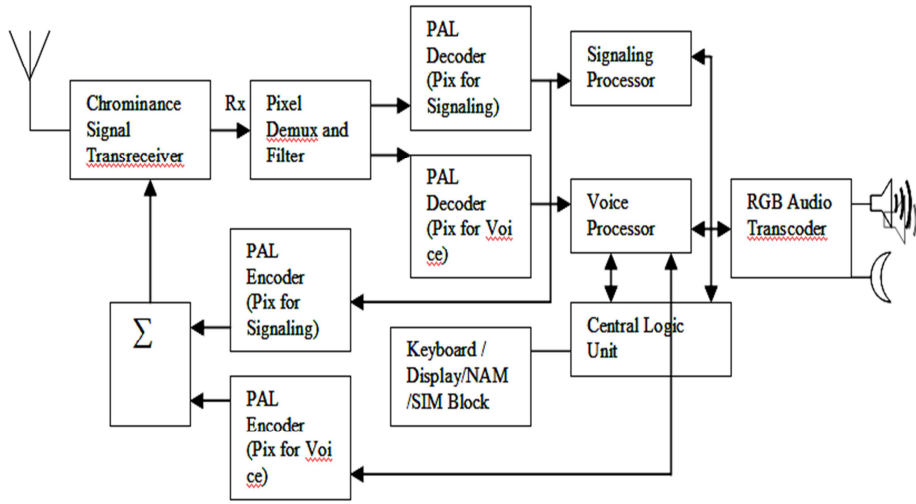 PAL
Decoder
(Pix for
Signaling)
Signaling
Processor
Chrominance
Signal
Transreceiver
Rx
Pixel
Demux and
Filter
PAL
Decoder
(Pix for Voi
ce)
Voice
Processor
RGB Audio
Transcoder
PAL
Encoder
(Pix for
Signaling)
∑
Keyboard /
Display/NAM
/SIM Block
Central Logic
Unit
PAL
Encoder
(Pix for Voi
ce)